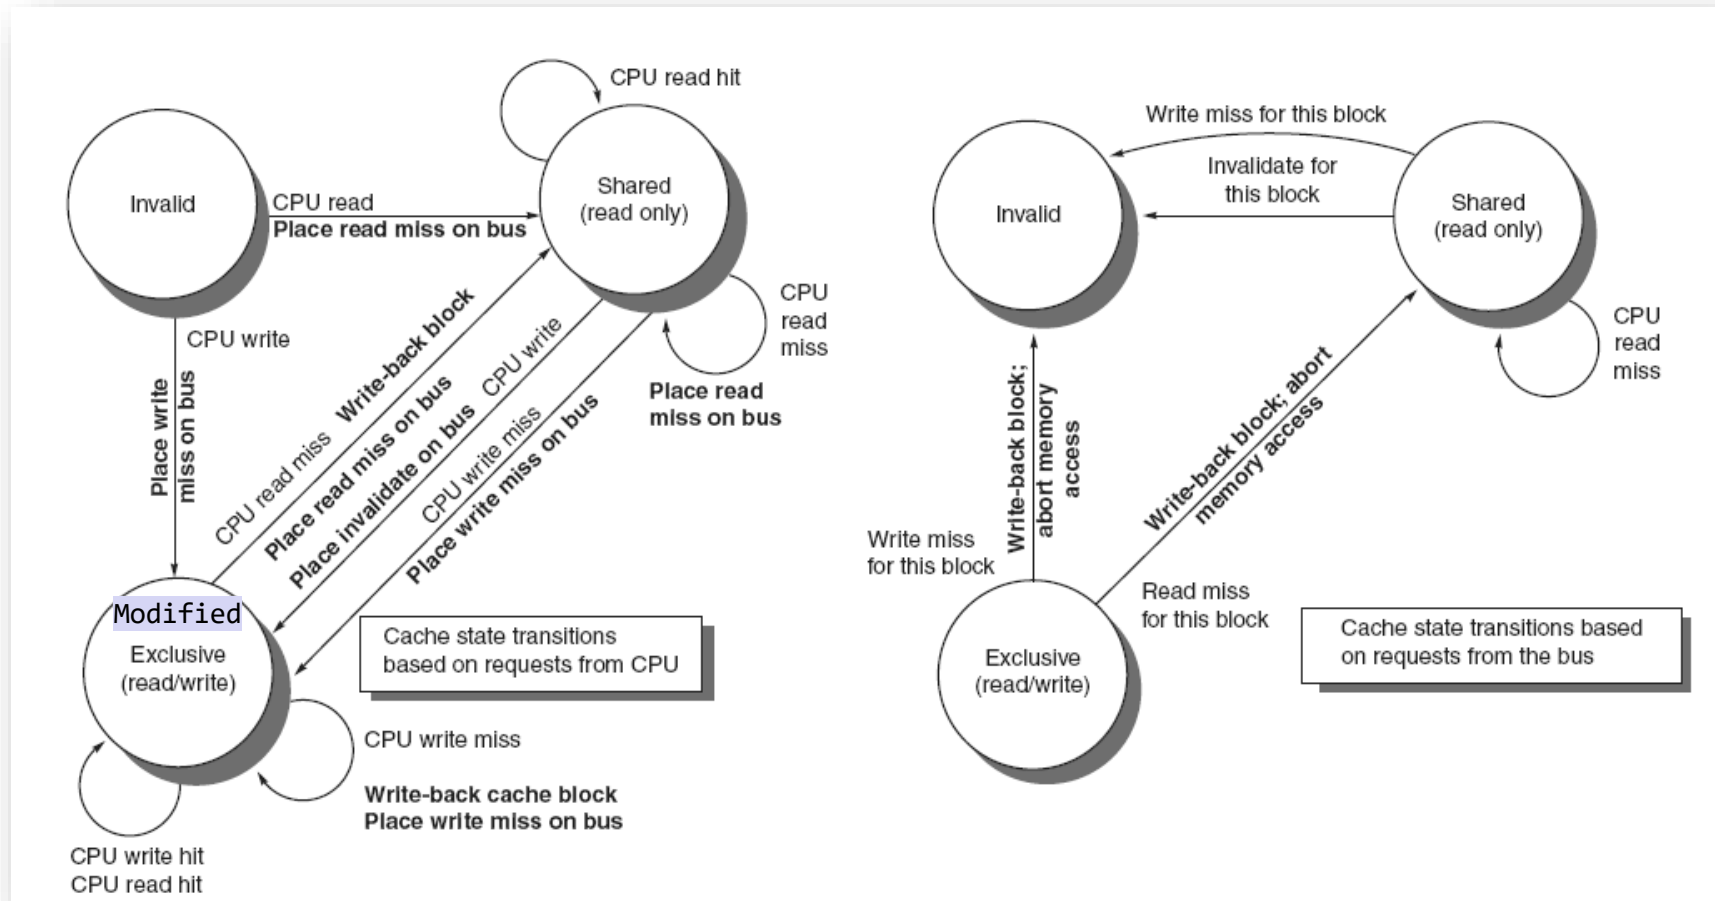 CPU read hit
Invalid
Shared
(read only)
CPU read
Place read miss on bus
CPU write
Place write
miss on bus
CPU read miss Write-back block
Place read miss on bus
Place invalidate on bus CPU write
CPU write miss
Place write miss on bus
CPU
read
miss
Place read
miss on bus
Modified
Exclusive
(read/write)
Cache state transitions
based on requests from CPU
CPU write miss
Write-back cache block
Place write miss on bus
CPU write hit
CPU read hit
Write miss for this block
Invalidate for
this block
Invalid
Shared
(read only)
CPU
read
miss
Write-back block;
abort memory
access
Write-back block; abort
memory access
Write miss
for this block
Read miss
for this block
Exclusive
(read/write)
Cache state transitions based
on requests from the bus